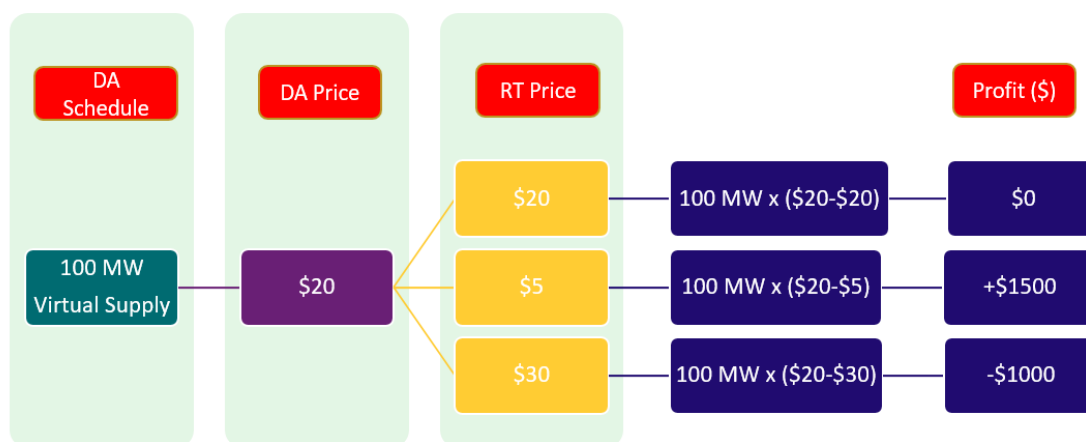 DA
Schedule
DA Price
RT Price
Profit ($)
$20
100 MW x ($20-$20)
$0
100 MW
Virtual Supply
$20
$5
100 MW x ($20-$5)
+$1500
$30
100 MW x ($20-$30)
-$1000